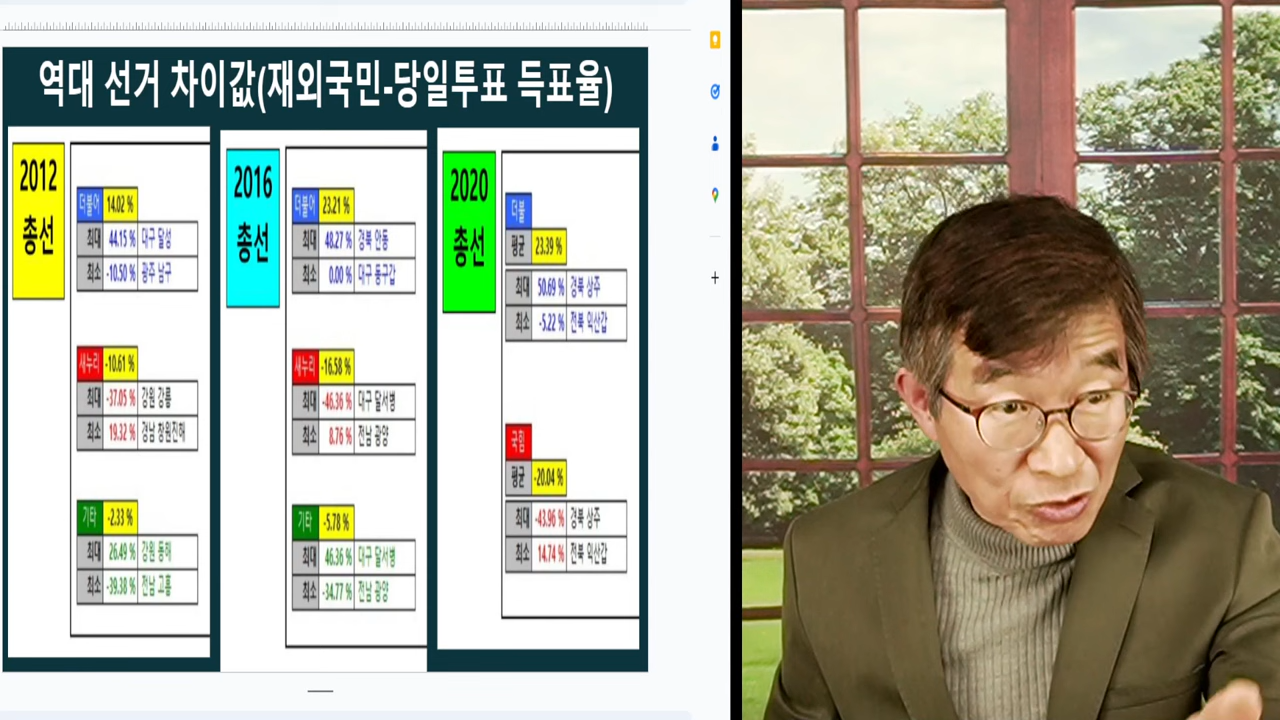 역대 선거 차이값(재외국민-당일투표 득표율)
2012
총선
더불어 14.02 %
최대 44.15 % 대구 달성
최소 -10.50 % 광주 남구
새누리 -10.61 %
최대 -37.05 % 강원 강릉
최소 19.32 % 경남 창원진해
기타 -2.33 %
최대 26.49 % 강원 동해
최소 -39.38 % 전남 고흥
2016
총선
더불어 23.21 %
최대 48.27 % 경북 안동
최소 0.00 % 대구 동구갑
새누리 -16.58 %
최대 -46.36 % 대구 달서병
최소 8.76 % 전남 광양
기타 -5.78 %
최대 46.36 % 대구 달서병
최소 -34.77 % 전남 광양
2020
총선
더불
평균 23.39 %
최대 50.69 % 경북 상주
최소 -5.22 % 전북 익산갑
국힘
평균 -20.04 %
최대 -43.96 % 경북 상주
최소 14.74 % 전북 익산갑